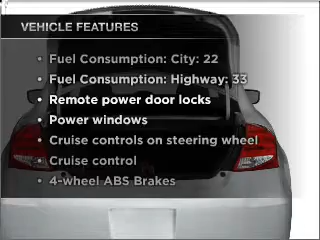 VEHICLE FEATURES
• Fuel Consumption: City: 22
• Fuel Consumption: Highway: 33
• Remote power door locks
• Power windows
• Cruise controls on steering wheel
• Cruise control
• 4-wheel ABS Brakes